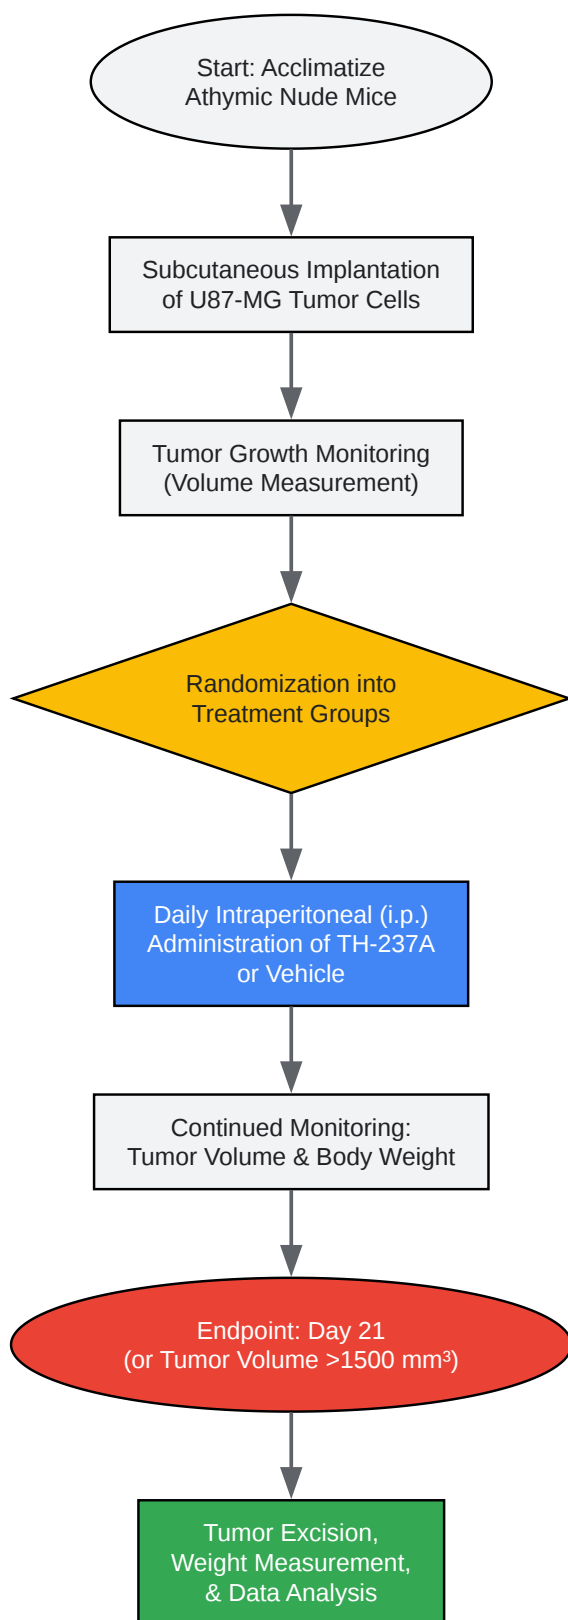 Start: Acclimatize
Athymic Nude Mice
Subcutaneous Implantation
of U87-MG Tumor Cells
Tumor Growth Monitoring
(Volume Measurement)
Randomization into
Treatment Groups
Daily Intraperitoneal (i.p.)
Administration of TH-237A
or Vehicle
Continued Monitoring:
Tumor Volume & Body Weight
Endpoint: Day 21
(or Tumor Volume >1500 mm³)
Tumor Excision,
Weight Measurement,
& Data Analysis